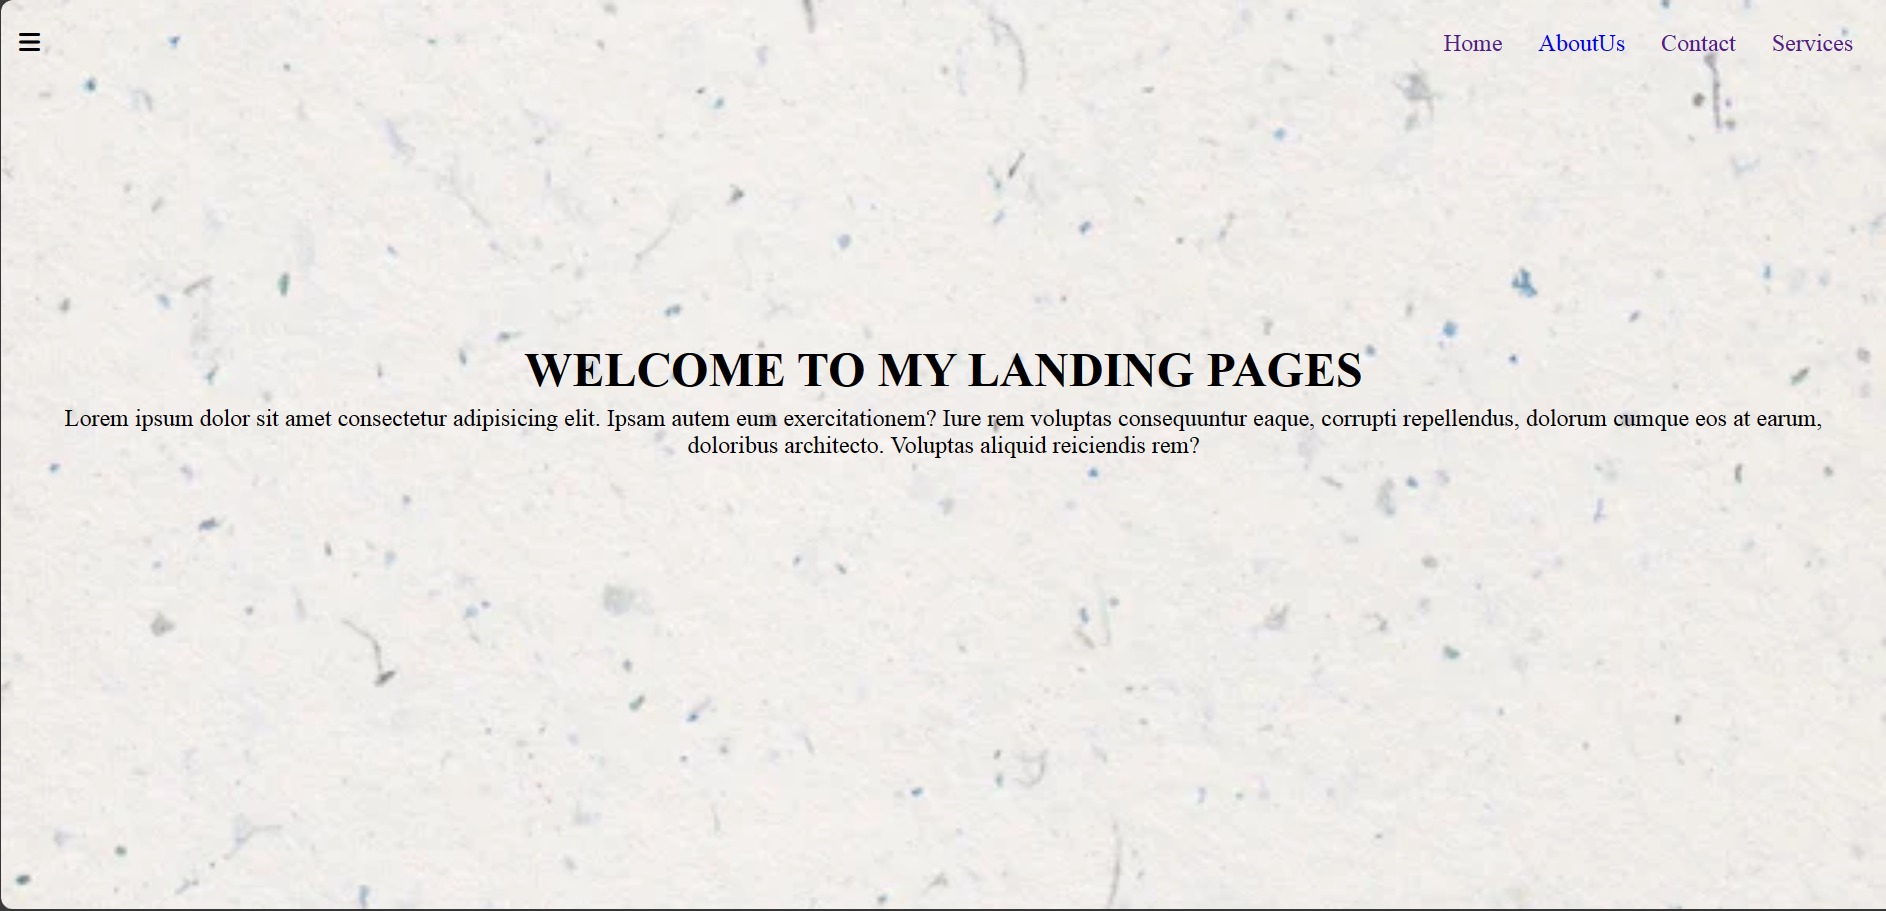 Home AboutUs Contact Services
WELCOME TO MY LANDING PAGES
Lorem ipsum dolor sit amet consectetur adipisicing elit. Ipsam autem eum exercitationem? Iure rem voluptas consequuntur eaque, corrupti repellendus, dolorum cumque eos at earum,
doloribus architecto. Voluptas aliquid reiciendis rem?